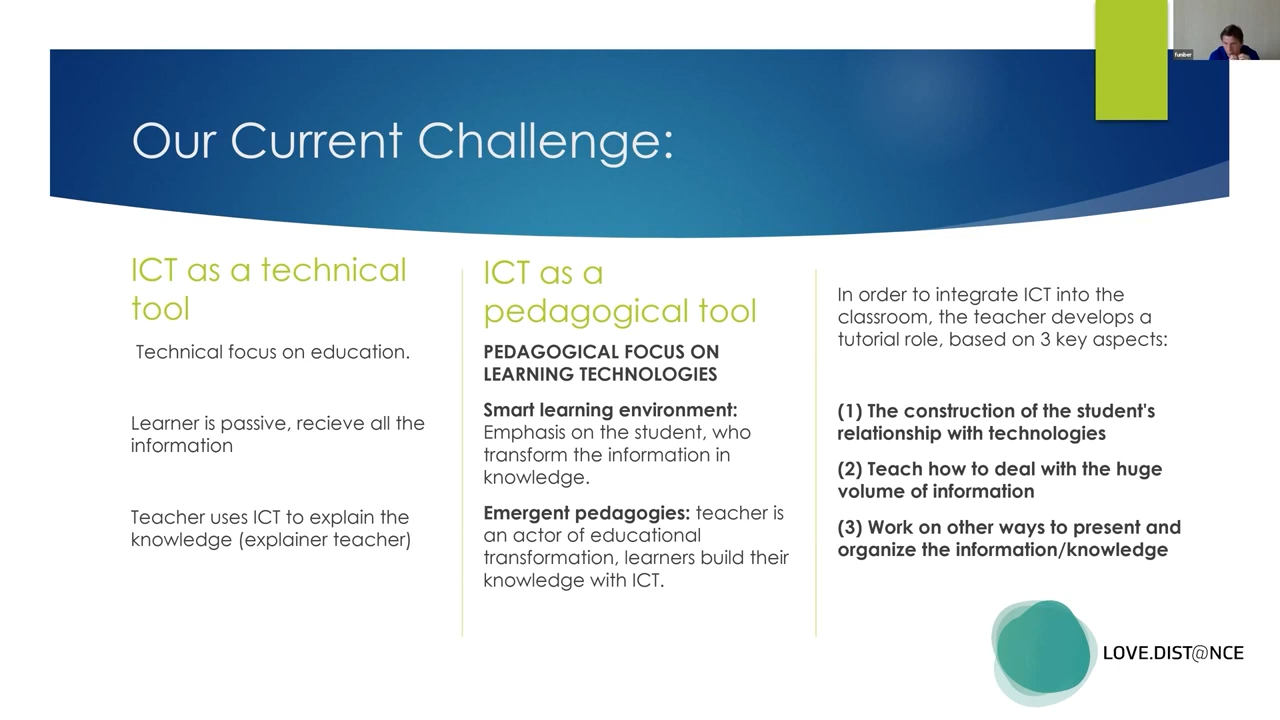 funiber
Our Current Challenge:
ICT as a technical
tool
Technical focus on education.
Learner is passive, recieve all the
information
Teacher uses ICT to explain the
knowledge (explainer teacher)
ICT as a
pedagogical tool
PEDAGOGICAL FOCUS ON
LEARNING TECHNOLOGIES
Smart learning environment:
Emphasis on the student, who
transform the information in
knowledge.
Emergent pedagogies: teacher is
an actor of educational
transformation, learners build their
knowledge with ICT.
In order to integrate ICT into the
classroom, the teacher develops a
tutorial role, based on 3 key aspects:
(1) The construction of the student's
relationship with technologies
(2) Teach how to deal with the huge
volume of information
(3) Work on other ways to present and
organize the information/knowledge
LOVE.DIST@NCE